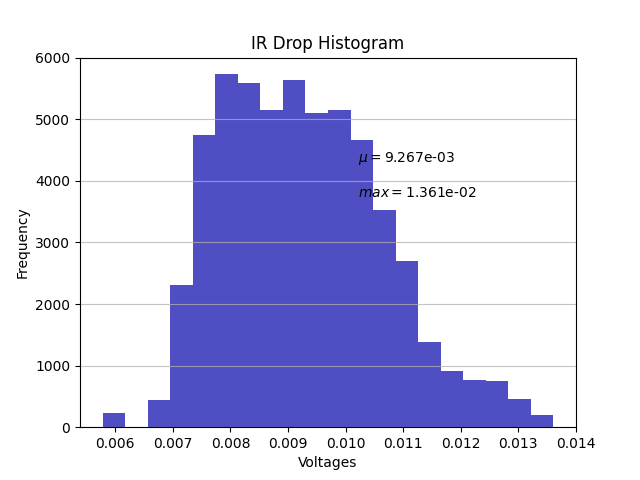 IR Drop Histogram
6000
5000
4000
3000
2000
1000
0
Frequency
μ = 9.267e-03
max = 1.361e-02
0.006 0.007 0.008 0.009 0.010 0.011 0.012 0.013 0.014
Voltages